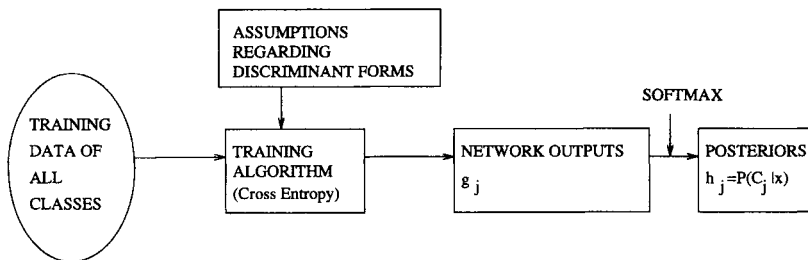 ASSUMPTIONS
REGARDING
DISCRIMINANT FORMS
SOFTMAX
TRAINING
DATA OF
ALL
CLASSES
TRAINING
ALGORITHM
(Cross Entropy)
NETWORK OUTPUTS
g j
POSTERIORS
h j =P(C j |x)